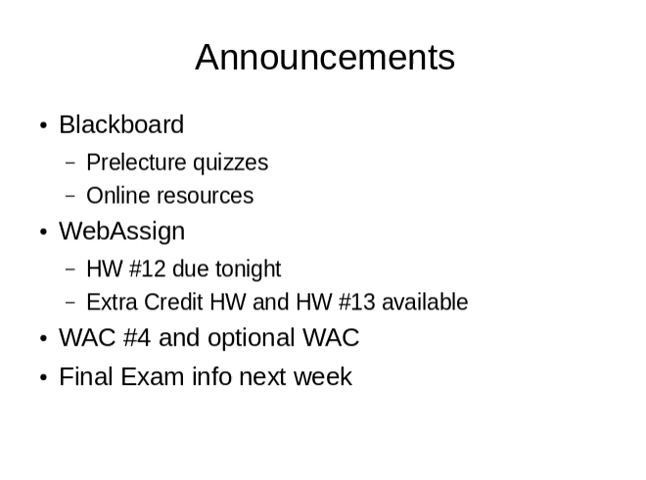 Announcements
• Blackboard
– Prelecture quizzes
– Online resources
• WebAssign
– HW #12 due tonight
– Extra Credit HW and HW #13 available
• WAC #4 and optional WAC
• Final Exam info next week